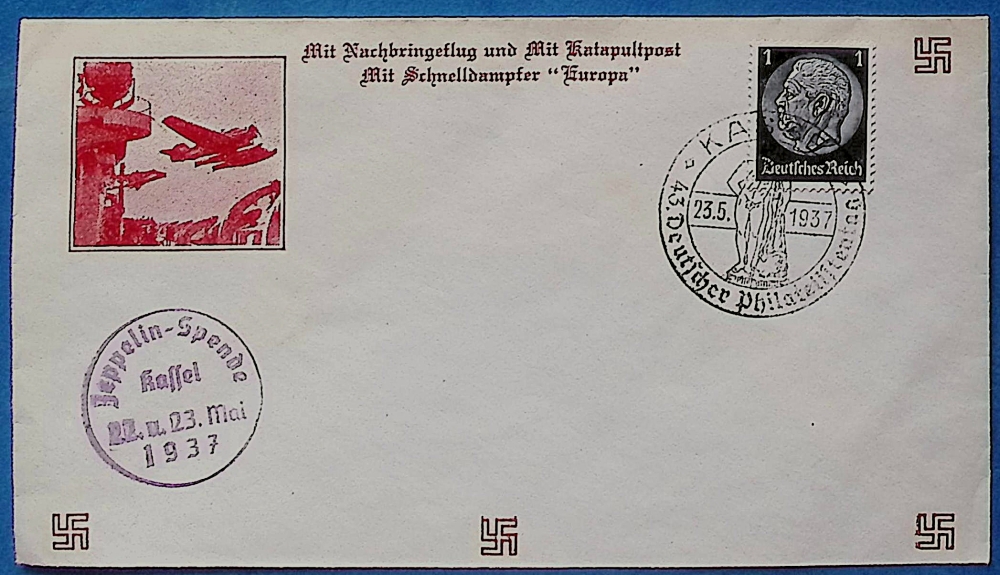 Mit Nachbringeflug und Mit Katapultpost
Mit Schnelldampfer "Europa"
1 1
Deutsches Reich
KA
23.5. 1937
43. Deutscher Philatelistentag
Zeppelin-Spende
Kassel
22. u. 23. Mai
1937